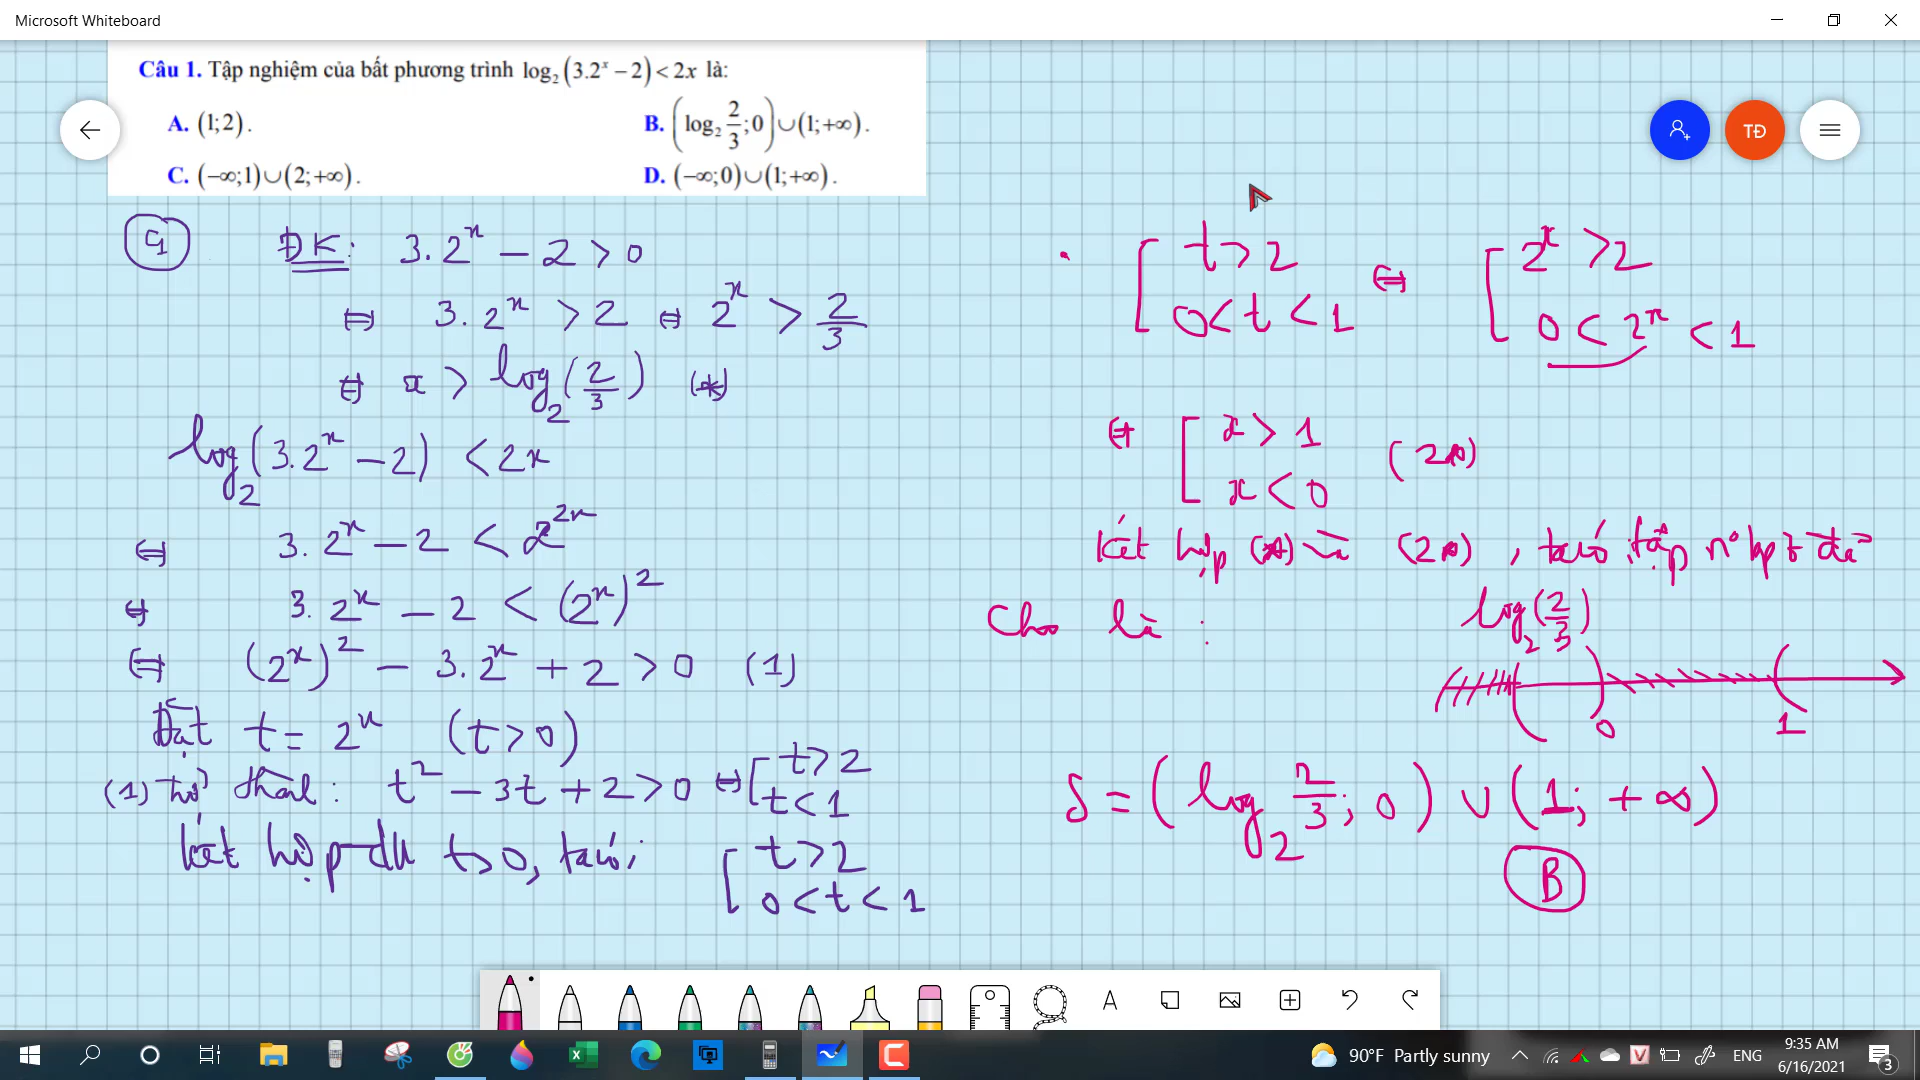 Microsoft Whiteboard
Câu 1. Tập nghiệm của bất phương trình log₂(3.2ˣ − 2) < 2x là:
A. (1;2).
B. (log₂ 2/3; 0) ∪ (1; +∞).
C. (−∞;1) ∪ (2; +∞).
D. (−∞;0) ∪ (1; +∞).
TĐ
C1 ĐK: 3.2ˣ − 2 > 0
⇔ 3.2ˣ > 2 ⇔ 2ˣ > 2/3
⇔ x > log₂(2/3) (*)
log₂(3.2ˣ − 2) < 2x
⇔ 3.2ˣ − 2 < 2²ˣ
⇔ 3.2ˣ − 2 < (2ˣ)²
⇔ (2ˣ)² − 3.2ˣ + 2 > 0 (1)
Đặt t = 2ˣ (t > 0)
(1) trở thành: t² − 3t + 2 > 0 ⇔ [ t > 2
t < 1
Kết hợp đk t > 0, ta có:
[ t > 2
0 < t < 1
[ t > 2
0 < t < 1
⇔ [ 2ˣ > 2
0 < 2ˣ < 1
⇔ [ x > 1
x < 0
(2*)
Kết hợp (*) và (2*), ta có tập n⁰ bpt đã
Cho là :
log₂(2/3)
0
1
S = (log₂ 2/3; 0) ∪ (1; +∞)
B
90°F Partly sunny
ENG
9:35 AM
6/16/2021
3